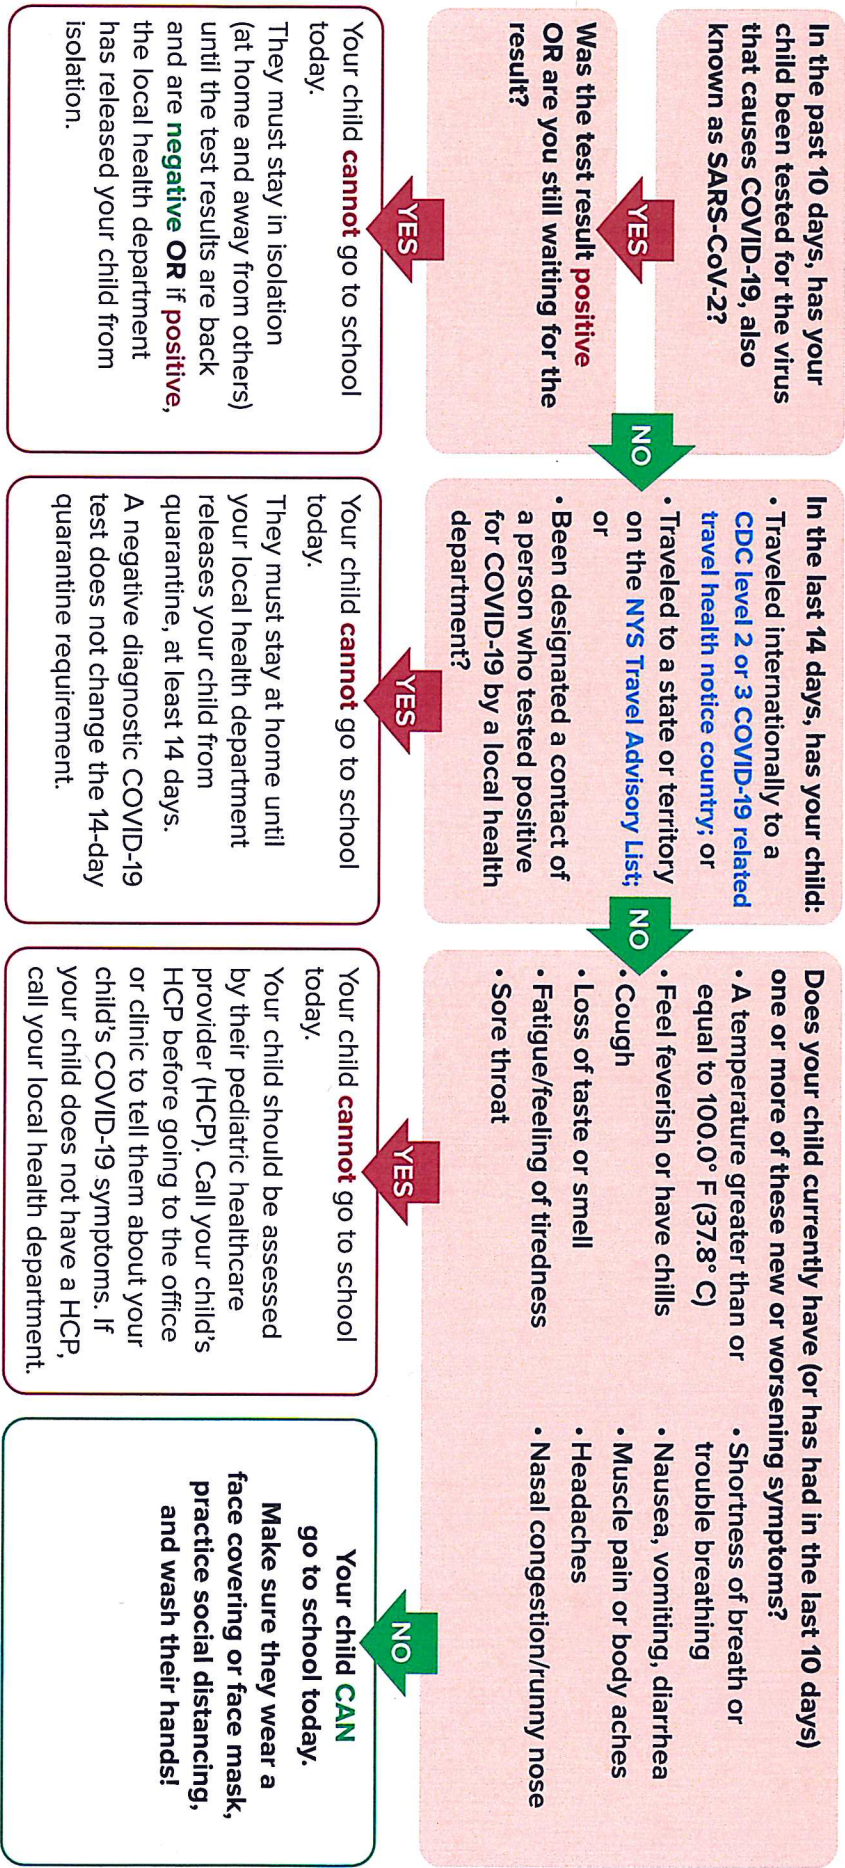 In the past 10 days, has your
child been tested for the virus
that causes COVID-19, also
known as SARS-CoV-2?
YES
Was the test result positive
OR are you still waiting for the
result?
YES
Your child cannot go to school
today.
They must stay in isolation
(at home and away from others)
until the test results are back
and are negative OR if positive,
the local health department
has released your child from
isolation.
NO
In the last 14 days, has your child:
• Traveled internationally to a
CDC level 2 or 3 COVID-19 related
travel health notice country; or
• Traveled to a state or territory
on the NYS Travel Advisory List;
or
• Been designated a contact of
a person who tested positive
for COVID-19 by a local health
department?
YES
Your child cannot go to school
today.
They must stay at home until
your local health department
releases your child from
quarantine, at least 14 days.
A negative diagnostic COVID-19
test does not change the 14-day
quarantine requirement.
NO
Does your child currently have (or has had in the last 10 days)
one or more of these new or worsening symptoms?
• A temperature greater than or
equal to 100.0° F (37.8° C)
• Feel feverish or have chills
• Cough
• Loss of taste or smell
• Fatigue/feeling of tiredness
• Sore throat
• Shortness of breath or
trouble breathing
• Nausea, vomiting, diarrhea
• Muscle pain or body aches
• Headaches
• Nasal congestion/runny nose
YES
Your child cannot go to school
today.
Your child should be assessed
by their pediatric healthcare
provider (HCP). Call your child's
HCP before going to the office
or clinic to tell them about your
child's COVID-19 symptoms. If
your child does not have a HCP,
call your local health department.
NO
Your child CAN
go to school today.
Make sure they wear a
face covering or face mask,
practice social distancing,
and wash their hands!